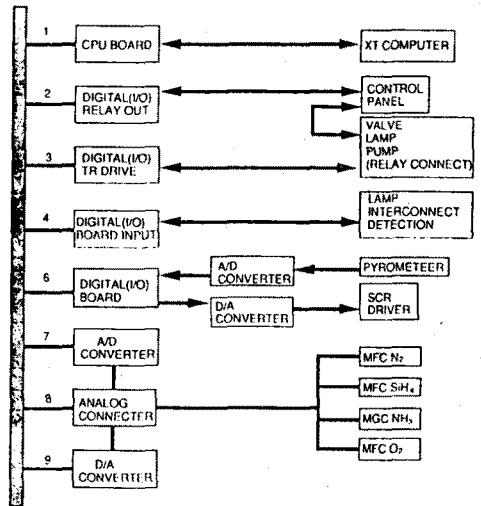 1
CPU BOARD
XT COMPUTER
2
DIGITAL(I/O)
RELAY OUT
CONTROL
PANEL
VALVE
LAMP
PUMP
(RELAY CONNECT)
3
DIGITAL(I/O)
TR DRIVE
4
DIGITAL(I/O)
BOARD INPUT
LAMP
INTERCONNECT
DETECTION
6
DIGITAL(I/O)
BOARD
A/D
CONVERTER
PYROMETEER
D/A
CONVERTER
SCR
DRIVER
7
A/D
CONVERTER
8
ANALOG
CONNECTER
MFC N₂
MFC SiH₄
MGC NH₃
MFC O₂
9
D/A
CONVERTER